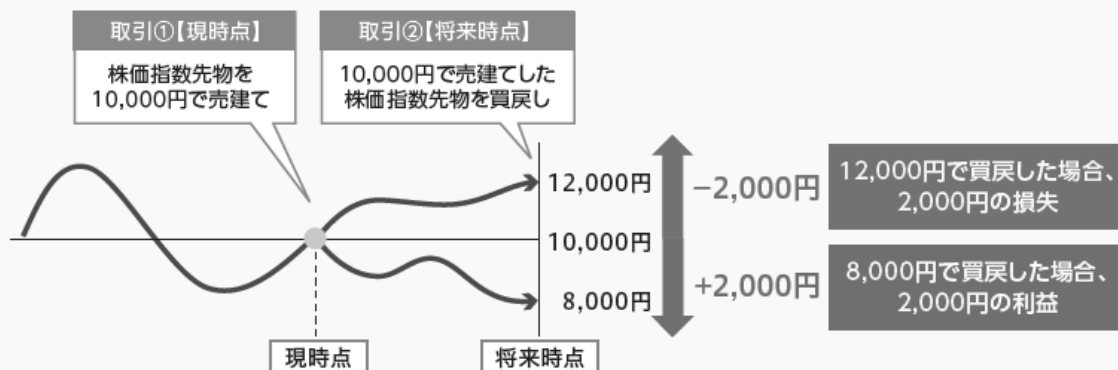 取引①【現時点】
株価指数先物を
10,000円で売建て
取引②【将来時点】
10,000円で売建てした
株価指数先物を買戻し
12,000円
10,000円
8,000円
−2,000円
+2,000円
12,000円で買戻した場合、
2,000円の損失
8,000円で買戻した場合、
2,000円の利益
現時点
将来時点